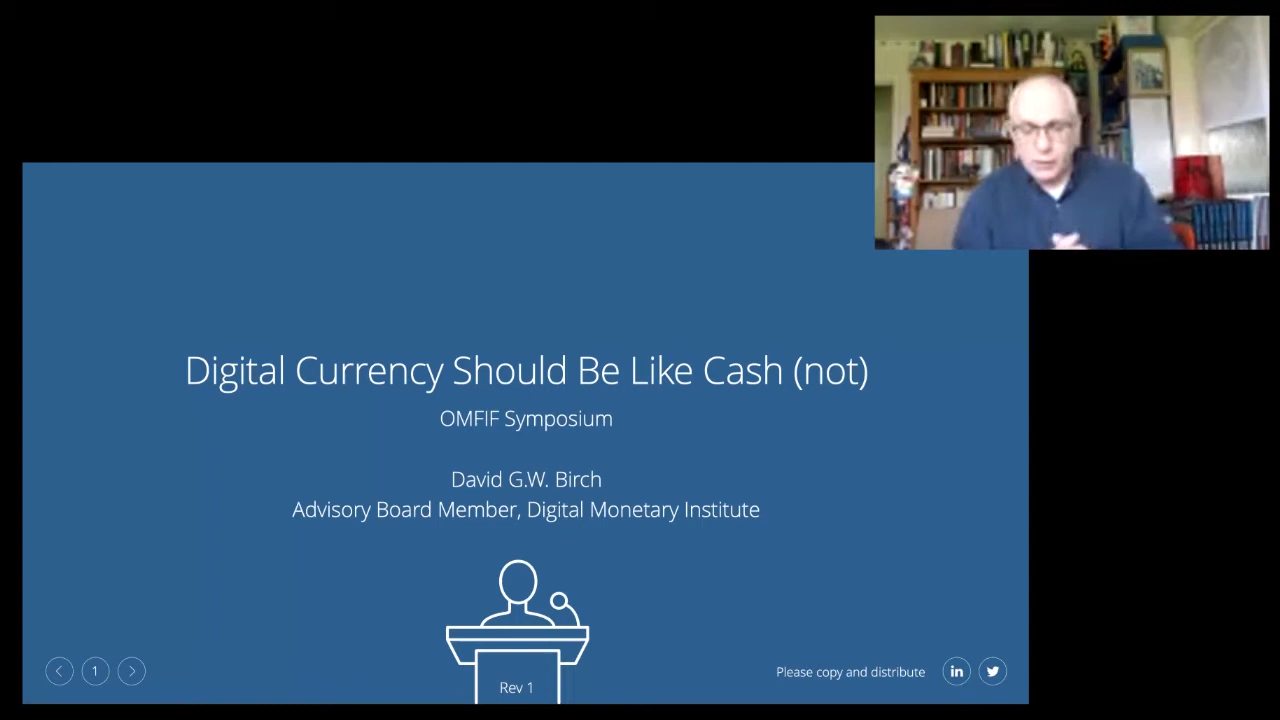 Digital Currency Should Be Like Cash (not)
OMFIF Symposium
David G.W. Birch
Advisory Board Member, Digital Monetary Institute
Rev 1
1
Please copy and distribute
in